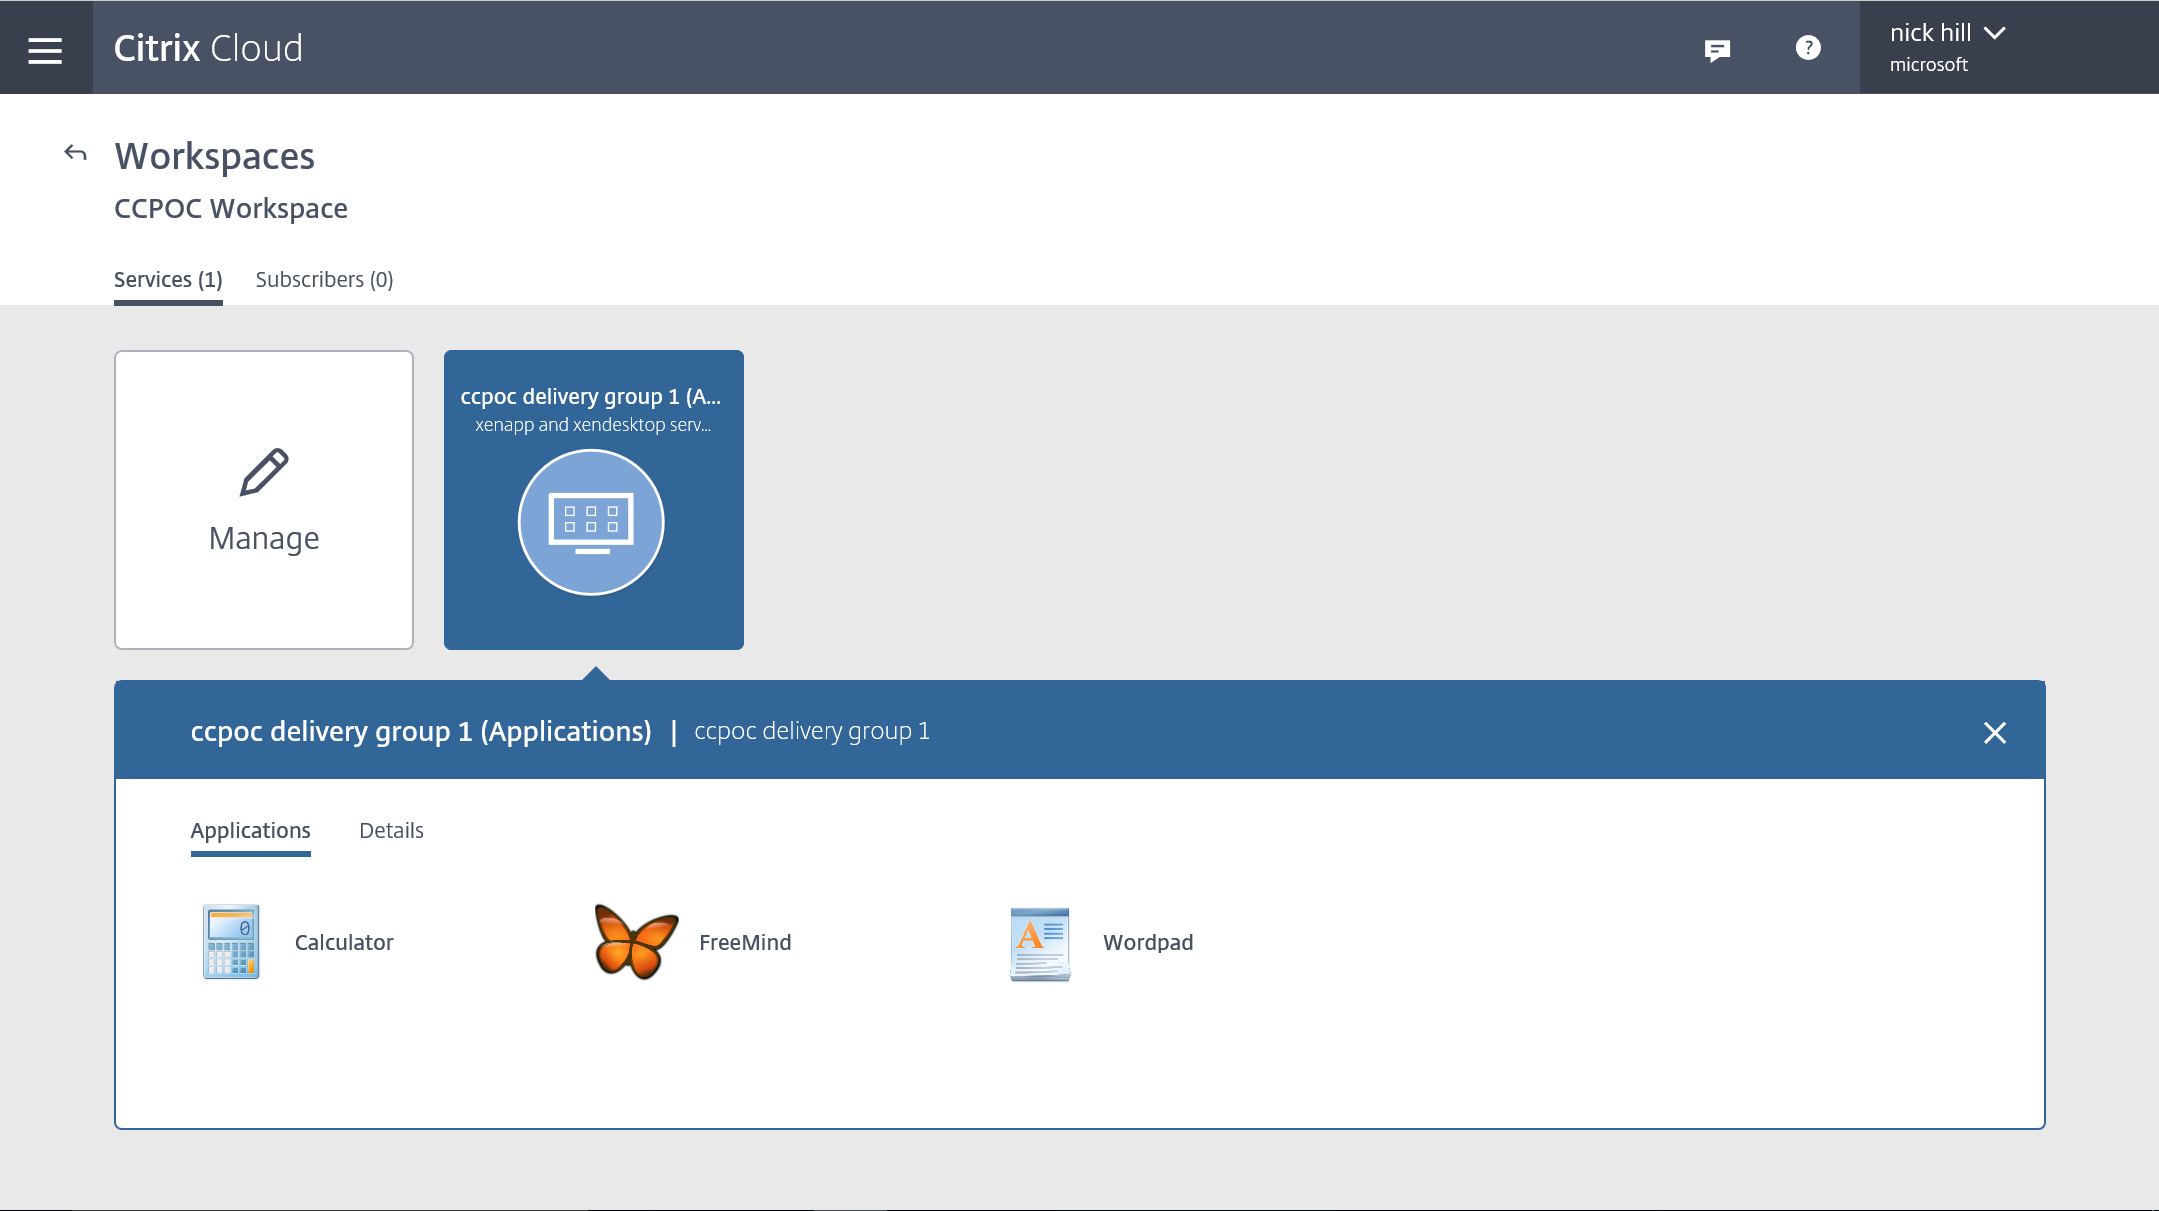 Citrix Cloud
?
nick hill
microsoft
Workspaces
CCPOC Workspace
Services (1) Subscribers (0)
Manage
ccpoc delivery group 1 (A...
xenapp and xendesktop serv...
ccpoc delivery group 1 (Applications) | ccpoc delivery group 1
Applications Details
0
Calculator
FreeMind
A
Wordpad